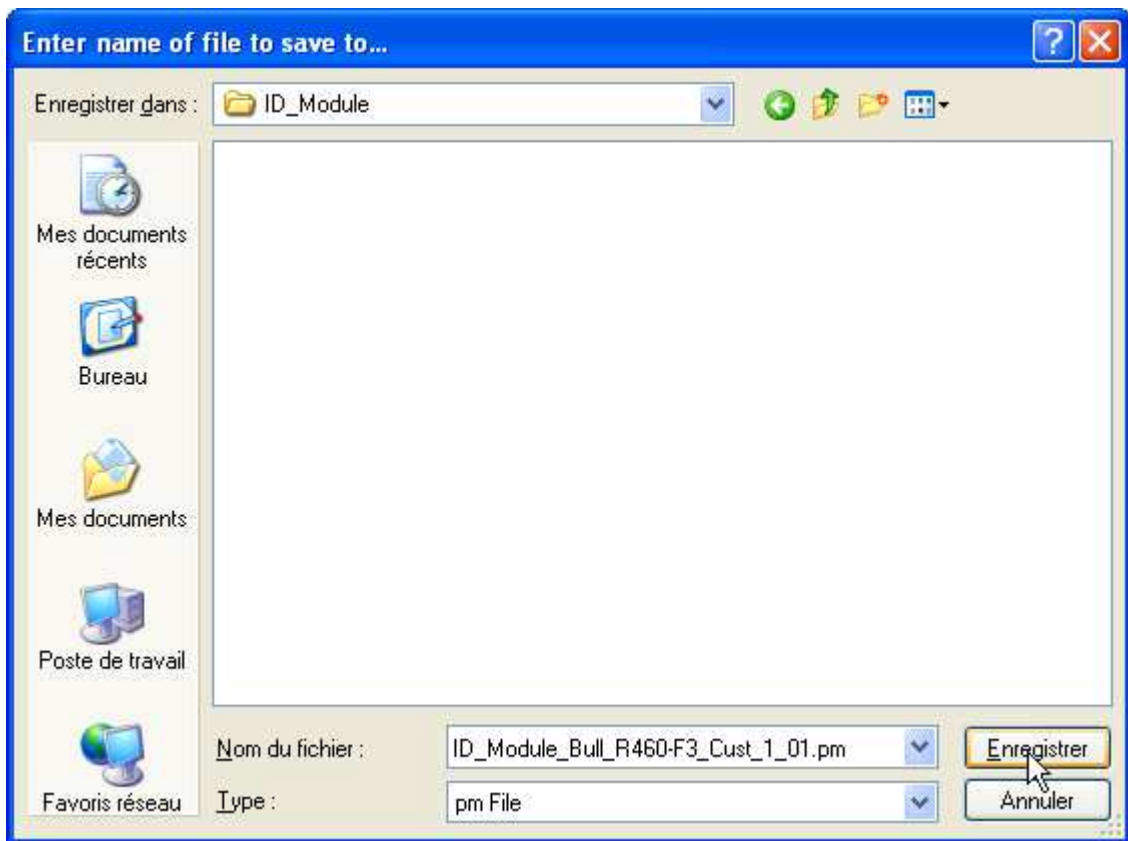 Enter name of file to save to...
Enregistrer dans :
ID_Module
Mes documents
récents
Bureau
Mes documents
Poste de travail
Favoris réseau
Nom du fichier :
ID_Module_Bull_R460-F3_Cust_1_01.pm
Enregistrer
Type :
pm File
Annuler